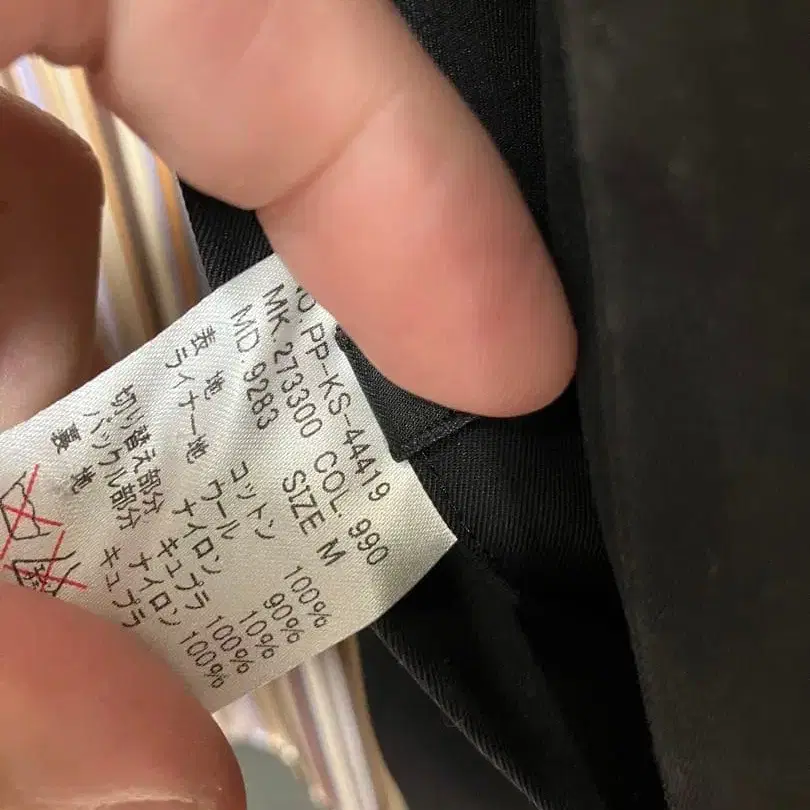 O. PP-KS-44419
MK. 273300 COL. 990
MD. 9283 SIZE M
表 地 コットン 100%
ライナー地 ウール 90%
ナイロン 10%
切り替え部分 キュプラ 100%
バックル部分 ナイロン 100%
裏 地 キュプラ